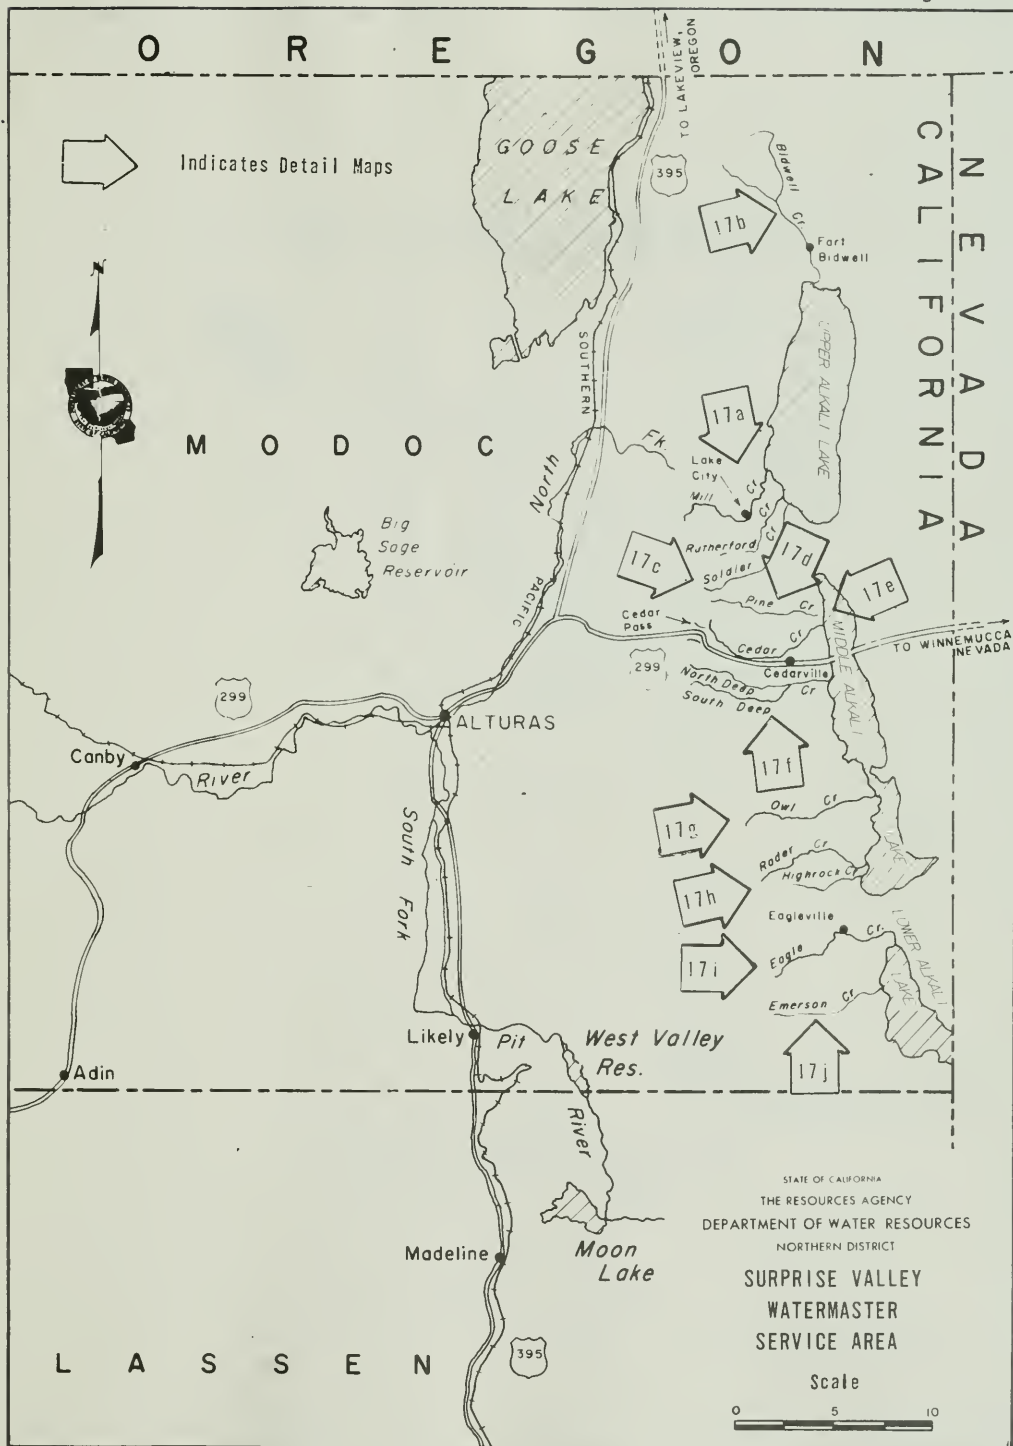 OREGON
TO LAKEVIEW,
OREGON
Indicates Detail Maps
GOOSE
LAKE
395
CALIFORNIA
NEVADA
Bidwell
Cr.
17b
Fort
Bidwell
N
UPPER ALKALI LAKE
SOUTHERN
17a
MODOC
North
Fk.
Lake
City
Mill Cr
Big
Sage
Reservoir
Rutherford Cr
17c
Soldier Cr
17d
17e
PACIFIC
Pine Cr
Cedar
Pass
Cedar Cr
MIDDLE ALKALI
LAKE
TO WINNEMUCCA
NEVADA
299
Cedarville
North Deep Cr
South Deep
299
ALTURAS
Canby
River
17f
Owl Cr
17g
South Fork
Rader Cr
Highrock Cr
17h
Eagleville
LOWER ALKALI
LAKE
Eagle Cr.
17i
Emerson Cr
Likely
Pit
West Valley
Res.
17j
Adin
River
Madeline
Moon
Lake
395
LASSEN
STATE OF CALIFORNIA
THE RESOURCES AGENCY
DEPARTMENT OF WATER RESOURCES
NORTHERN DISTRICT
SURPRISE VALLEY
WATERMASTER
SERVICE AREA
Scale
0 5 10